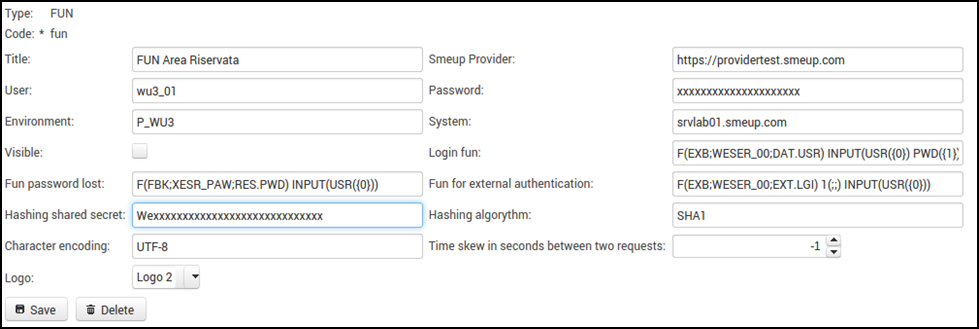 Type: FUN
Code: * fun
Title: FUN Area Riservata Smeup Provider: https://providertest.smeup.com
User: wu3_01 Password: xxxxxxxxxxxxxxxxxxxxx
Environment: P_WU3 System: srvlab01.smeup.com
Visible: Login fun: F(EXB;WESER_00;DAT.USR) INPUT(USR({0}) PWD({1})
Fun password lost: F(FBK;XESR_PAW;RES.PWD) INPUT(USR({0})) Fun for external authentication: F(EXB;WESER_00;EXT.LGI) 1(;;) INPUT(USR({0}))
Hashing shared secret: Wexxxxxxxxxxxxxxxxxxxxxxxxxxxxx Hashing algorythm: SHA1
Character encoding: UTF-8 Time skew in seconds between two requests: -1
Logo: Logo 2
Save Delete